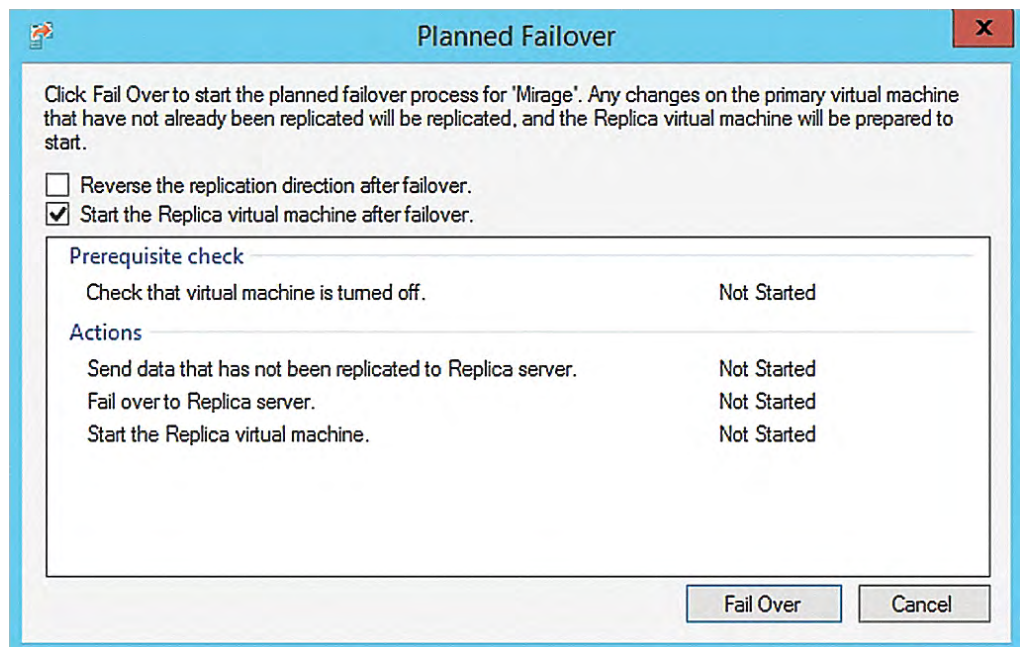 Planned Failover
x
Click Fail Over to start the planned failover process for 'Mirage'. Any changes on the primary virtual machine
that have not already been replicated will be replicated, and the Replica virtual machine will be prepared to
start.
Reverse the replication direction after failover.
Start the Replica virtual machine after failover.
Prerequisite check
Check that virtual machine is turned off. Not Started
Actions
Send data that has not been replicated to Replica server. Not Started
Fail over to Replica server. Not Started
Start the Replica virtual machine. Not Started
Fail Over Cancel